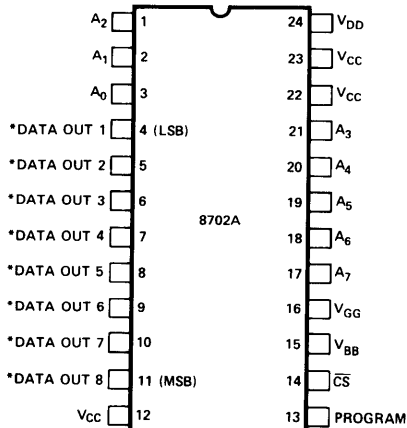 A2 1 24 VDD
A1 2 23 VCC
A0 3 22 VCC
*DATA OUT 1 4 (LSB) 21 A3
*DATA OUT 2 5 20 A4
*DATA OUT 3 6 19 A5
8702A
*DATA OUT 4 7 18 A6
*DATA OUT 5 8 17 A7
*DATA OUT 6 9 16 VGG
*DATA OUT 7 10 15 VBB
*DATA OUT 8 11 (MSB) 14 C̅S̅
VCC 12 13 PROGRAM